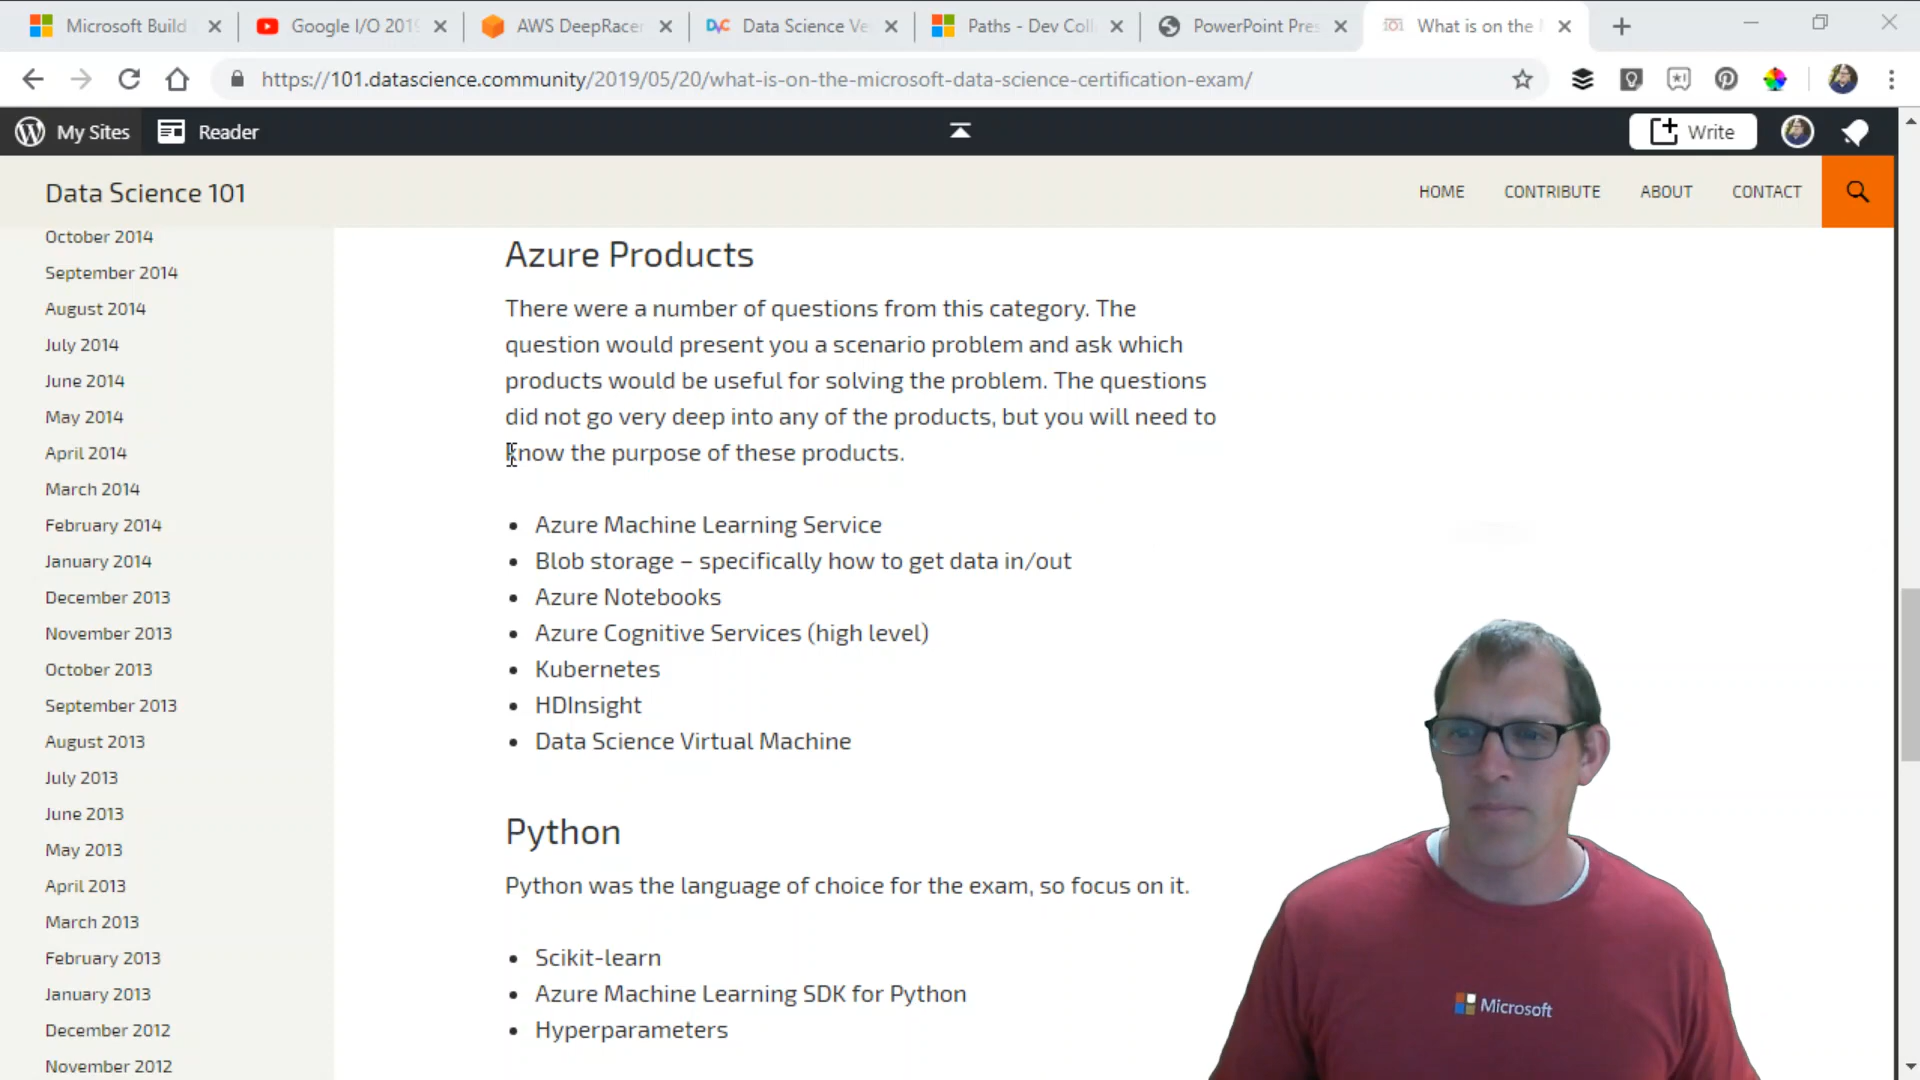 Microsoft Build
Google I/O 2019
AWS DeepRacer
DVC
Data Science Ve
Paths - Dev Coll
PowerPoint Pres
What is on the
https://101.datascience.community/2019/05/20/what-is-on-the-microsoft-data-science-certification-exam/
My Sites
Reader
Write
Data Science 101
HOME
CONTRIBUTE
ABOUT
CONTACT
October 2014
September 2014
August 2014
July 2014
June 2014
May 2014
April 2014
March 2014
February 2014
January 2014
December 2013
November 2013
October 2013
September 2013
August 2013
July 2013
June 2013
May 2013
April 2013
March 2013
February 2013
January 2013
December 2012
November 2012
Azure Products
There were a number of questions from this category. The
question would present you a scenario problem and ask which
products would be useful for solving the problem. The questions
did not go very deep into any of the products, but you will need to
know the purpose of these products.
• Azure Machine Learning Service
• Blob storage – specifically how to get data in/out
• Azure Notebooks
• Azure Cognitive Services (high level)
• Kubernetes
• HDInsight
• Data Science Virtual Machine
Python
Python was the language of choice for the exam, so focus on it.
• Scikit-learn
• Azure Machine Learning SDK for Python
• Hyperparameters
Microsoft